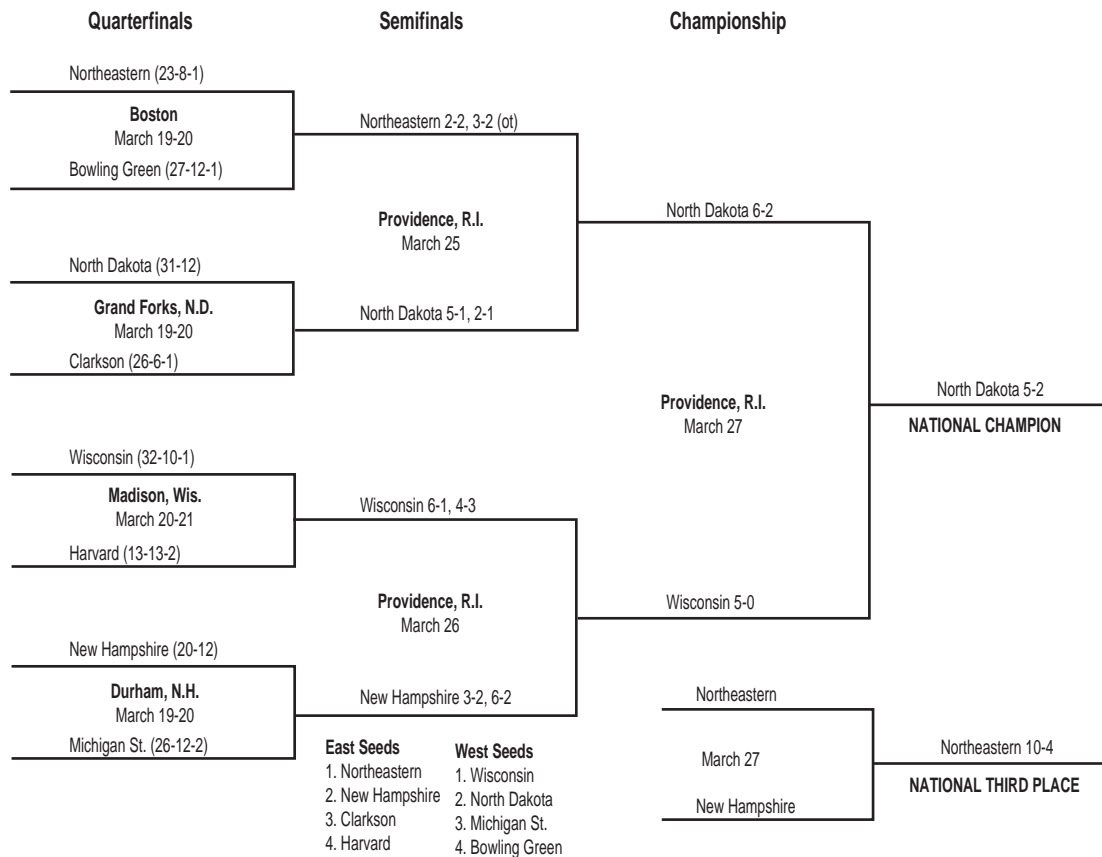 Quarterfinals
Semifinals
Championship
Northeastern (23-8-1)
Boston
March 19-20
Bowling Green (27-12-1)
North Dakota (31-12)
Grand Forks, N.D.
March 19-20
Clarkson (26-6-1)
Wisconsin (32-10-1)
Madison, Wis.
March 20-21
Harvard (13-13-2)
New Hampshire (20-12)
Durham, N.H.
March 19-20
Michigan St. (26-12-2)
Northeastern 2-2, 3-2 (ot)
Providence, R.I.
March 25
North Dakota 5-1, 2-1
Wisconsin 6-1, 4-3
Providence, R.I.
March 26
New Hampshire 3-2, 6-2
East Seeds
1. Northeastern
2. New Hampshire
3. Clarkson
4. Harvard
West Seeds
1. Wisconsin
2. North Dakota
3. Michigan St.
4. Bowling Green
North Dakota 6-2
Providence, R.I.
March 27
Wisconsin 5-0
North Dakota 5-2
NATIONAL CHAMPION
Northeastern
March 27
New Hampshire
Northeastern 10-4
NATIONAL THIRD PLACE